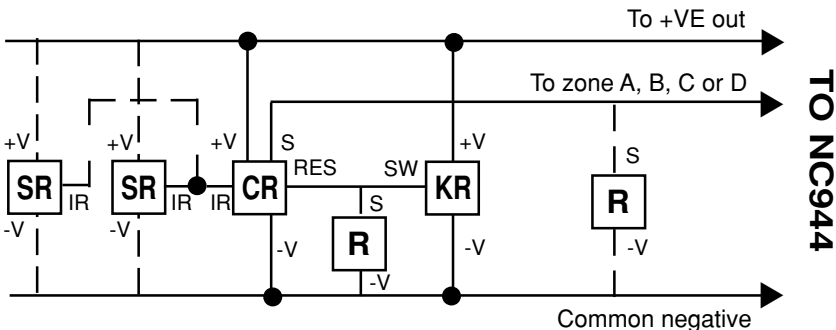 To +VE out
To zone A, B, C or D
TO NC944
+V +V +V S +V
RES SW S
SR SR CR KR R
IR IR IR S
R
-V -V -V -V -V
-V
Common negative